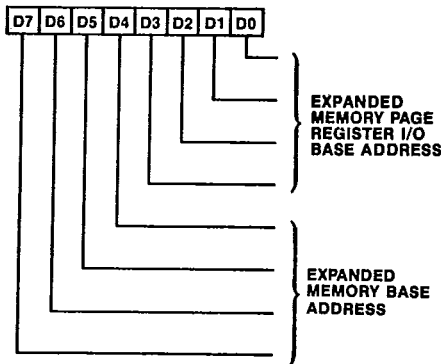 D7 D6 D5 D4 D3 D2 D1 D0
EXPANDED
MEMORY PAGE
REGISTER I/O
BASE ADDRESS
EXPANDED
MEMORY BASE
ADDRESS